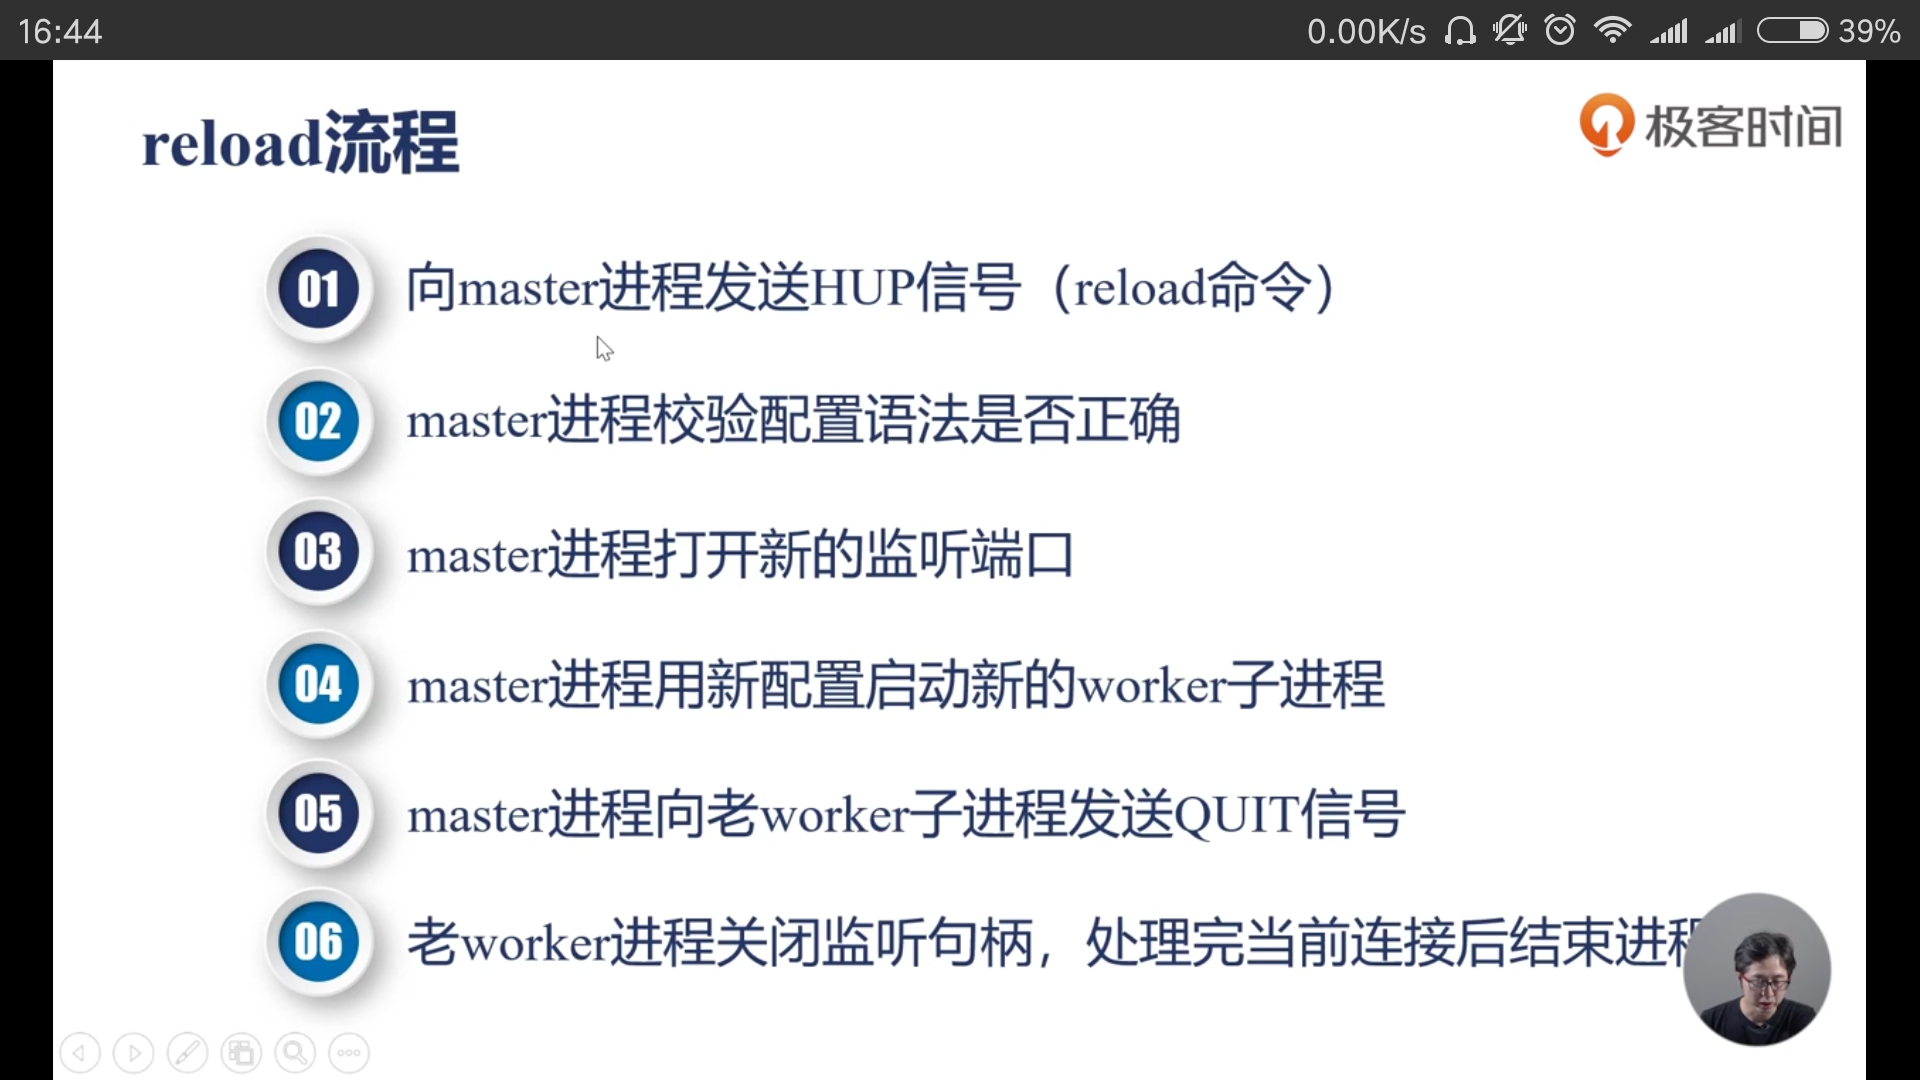 16:44
0.00K/s
39%
reload流程
极客时间
01 向master进程发送HUP信号（reload命令）
02 master进程校验配置语法是否正确
03 master进程打开新的监听端口
04 master进程用新配置启动新的worker子进程
05 master进程向老worker子进程发送QUIT信号
06 老worker进程关闭监听句柄，处理完当前连接后结束进